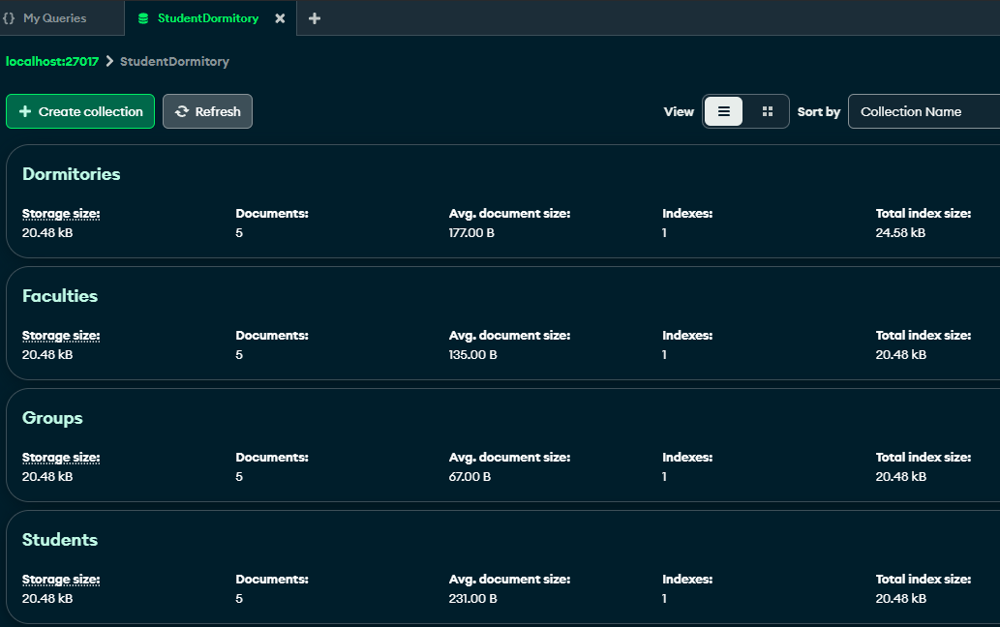 {} My Queries StudentDormitory
localhost:27017 StudentDormitory
Create collection Refresh View Sort by Collection Name
Dormitories
Storage size: Documents: Avg. document size: Indexes: Total index size:
20.48 kB 5 177.00 B 1 24.58 kB
Faculties
Storage size: Documents: Avg. document size: Indexes: Total index size:
20.48 kB 5 135.00 B 1 20.48 kB
Groups
Storage size: Documents: Avg. document size: Indexes: Total index size:
20.48 kB 5 67.00 B 1 20.48 kB
Students
Storage size: Documents: Avg. document size: Indexes: Total index size:
20.48 kB 5 231.00 B 1 20.48 kB